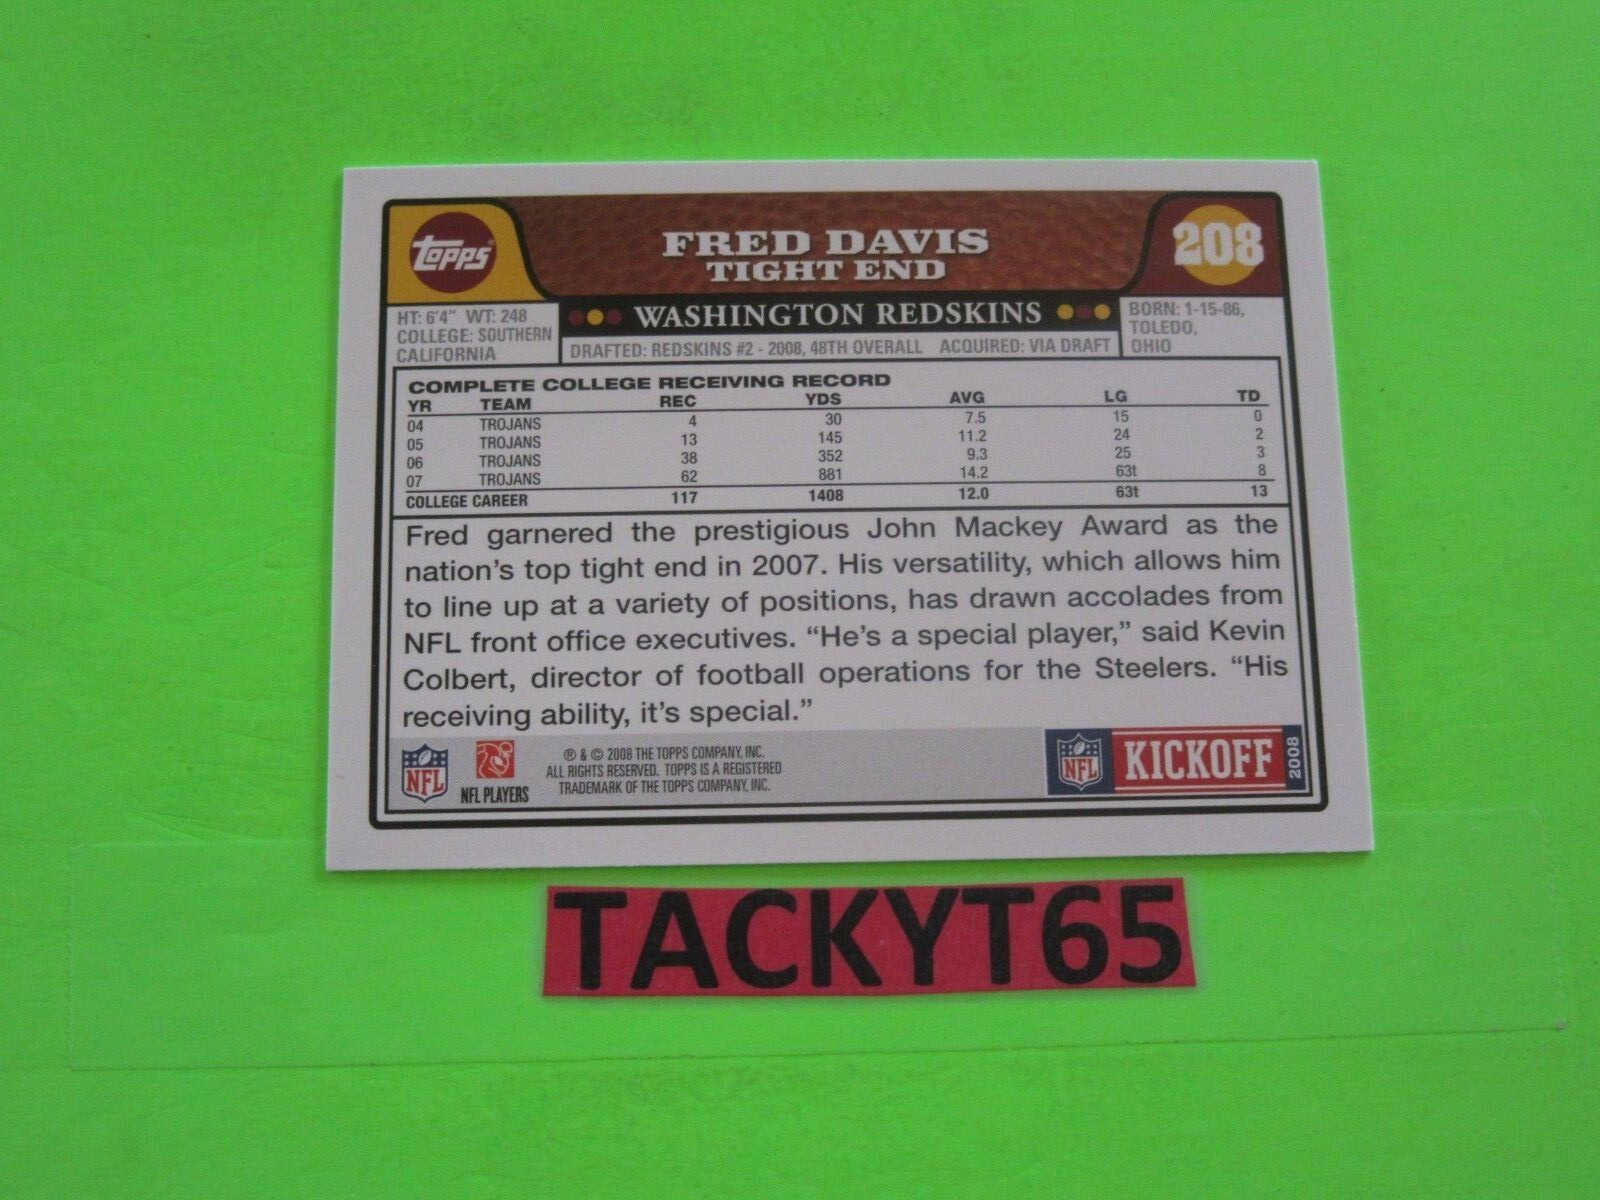 TOPPS
FRED DAVIS
TIGHT END
208
WASHINGTON REDSKINS
HT: 6'4" WT: 248
COLLEGE: SOUTHERN
CALIFORNIA
DRAFTED: REDSKINS #2 - 2008, 48TH OVERALL ACQUIRED: VIA DRAFT
BORN: 1-15-86,
TOLEDO,
OHIO
COMPLETE COLLEGE RECEIVING RECORD
YR TEAM REC YDS AVG LG TD
04 TROJANS 4 30 7.5 15 0
05 TROJANS 13 145 11.2 24 2
06 TROJANS 38 352 9.3 25 3
07 TROJANS 62 881 14.2 63t 8
COLLEGE CAREER 117 1408 12.0 63t 13
Fred garnered the prestigious John Mackey Award as the
nation's top tight end in 2007. His versatility, which allows him
to line up at a variety of positions, has drawn accolades from
NFL front office executives. “He's a special player,” said Kevin
Colbert, director of football operations for the Steelers. “His
receiving ability, it's special.”
NFL
NFL PLAYERS
® & © 2008 THE TOPPS COMPANY, INC.
ALL RIGHTS RESERVED. TOPPS IS A REGISTERED
TRADEMARK OF THE TOPPS COMPANY, INC.
NFL KICKOFF 2008
TACKYT65